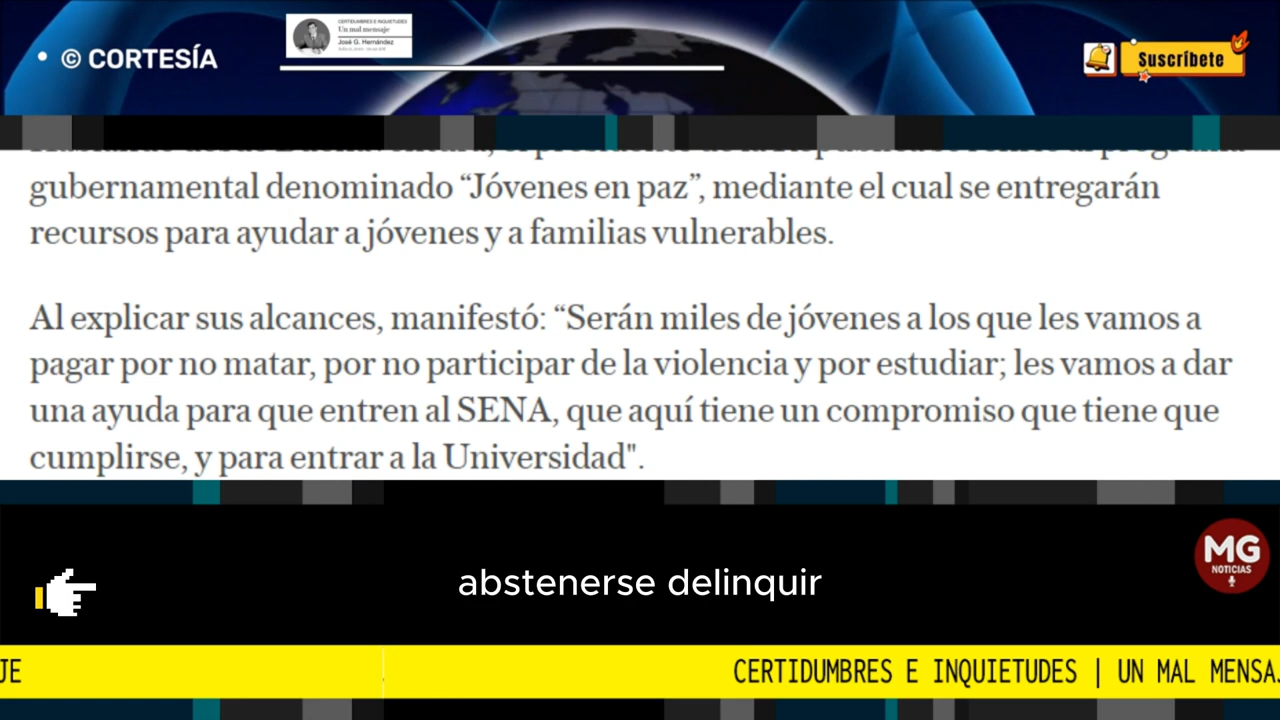 CERTIDUMBRES E INQUIETUDES
Un mal mensaje
José G. Hernández
• © CORTESÍA
Suscríbete
gubernamental denominado “Jóvenes en paz”, mediante el cual se entregarán
recursos para ayudar a jóvenes y a familias vulnerables.
Al explicar sus alcances, manifestó: “Serán miles de jóvenes a los que les vamos a
pagar por no matar, por no participar de la violencia y por estudiar; les vamos a dar
una ayuda para que entren al SENA, que aquí tiene un compromiso que tiene que
cumplirse, y para entrar a la Universidad".
MG
NOTICIAS
abstenerse delinquir
JE
CERTIDUMBRES E INQUIETUDES | UN MAL MENSA